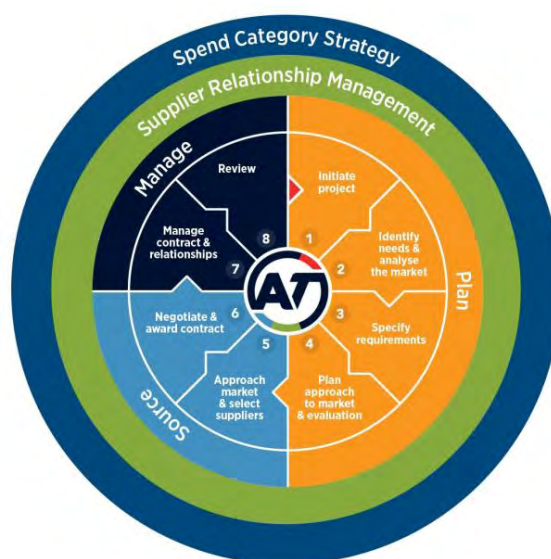 Spend Category Strategy
Supplier Relationship Management
Manage
Plan
Source
Review
Initiate
project
Manage
contract &
relationships
Identify
needs &
analyse
the market
8
1
7
2
AT
6
3
5
4
Negotiate &
award contract
Specify
requirements
Approach
market
& select
suppliers
Plan
approach
to market
& evaluation